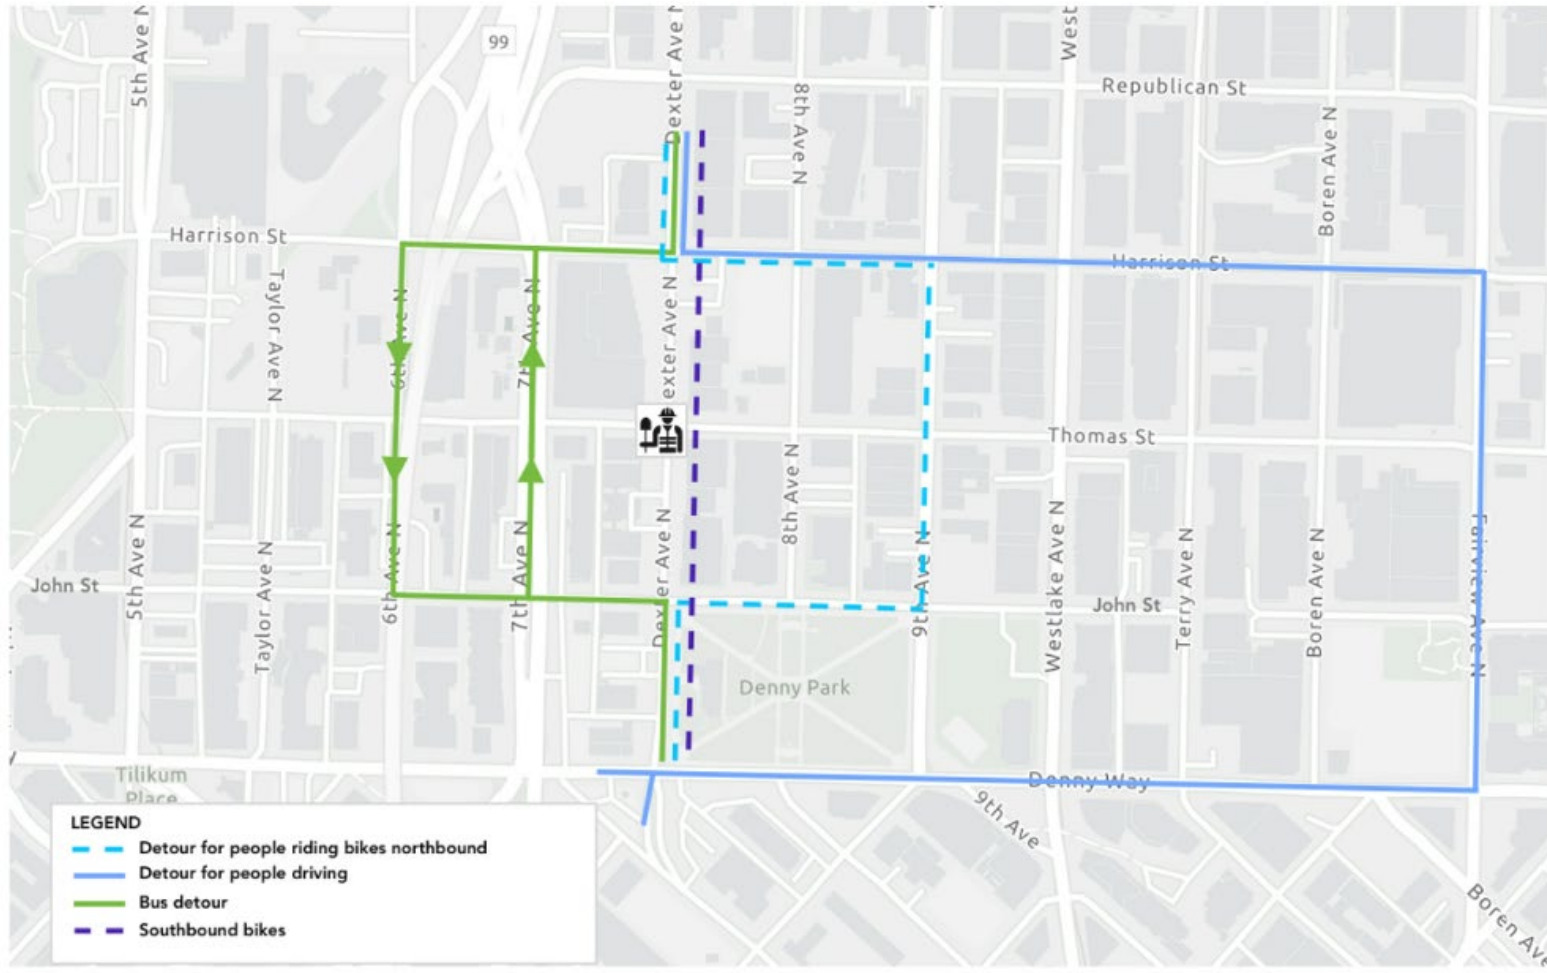 5th Ave N
99
Dexter Ave N
West
8th Ave N
Republican St
Boren Ave N
Harrison St
Harrison St
Taylor Ave N
6th Ave N
7th Ave N
exter Ave N
Thomas St
8th Ave N
John St
5th Ave N
Taylor Ave N
6th Ave N
7th Ave N
Dexter Ave N
9th Ave N
Westlake Ave N
John St
Terry Ave N
Boren Ave N
Fairview Ave N
Denny Park
Tilikum
Place
Denny Way
9th Ave
Boren Ave
LEGEND
Detour for people riding bikes northbound
Detour for people driving
Bus detour
Southbound bikes